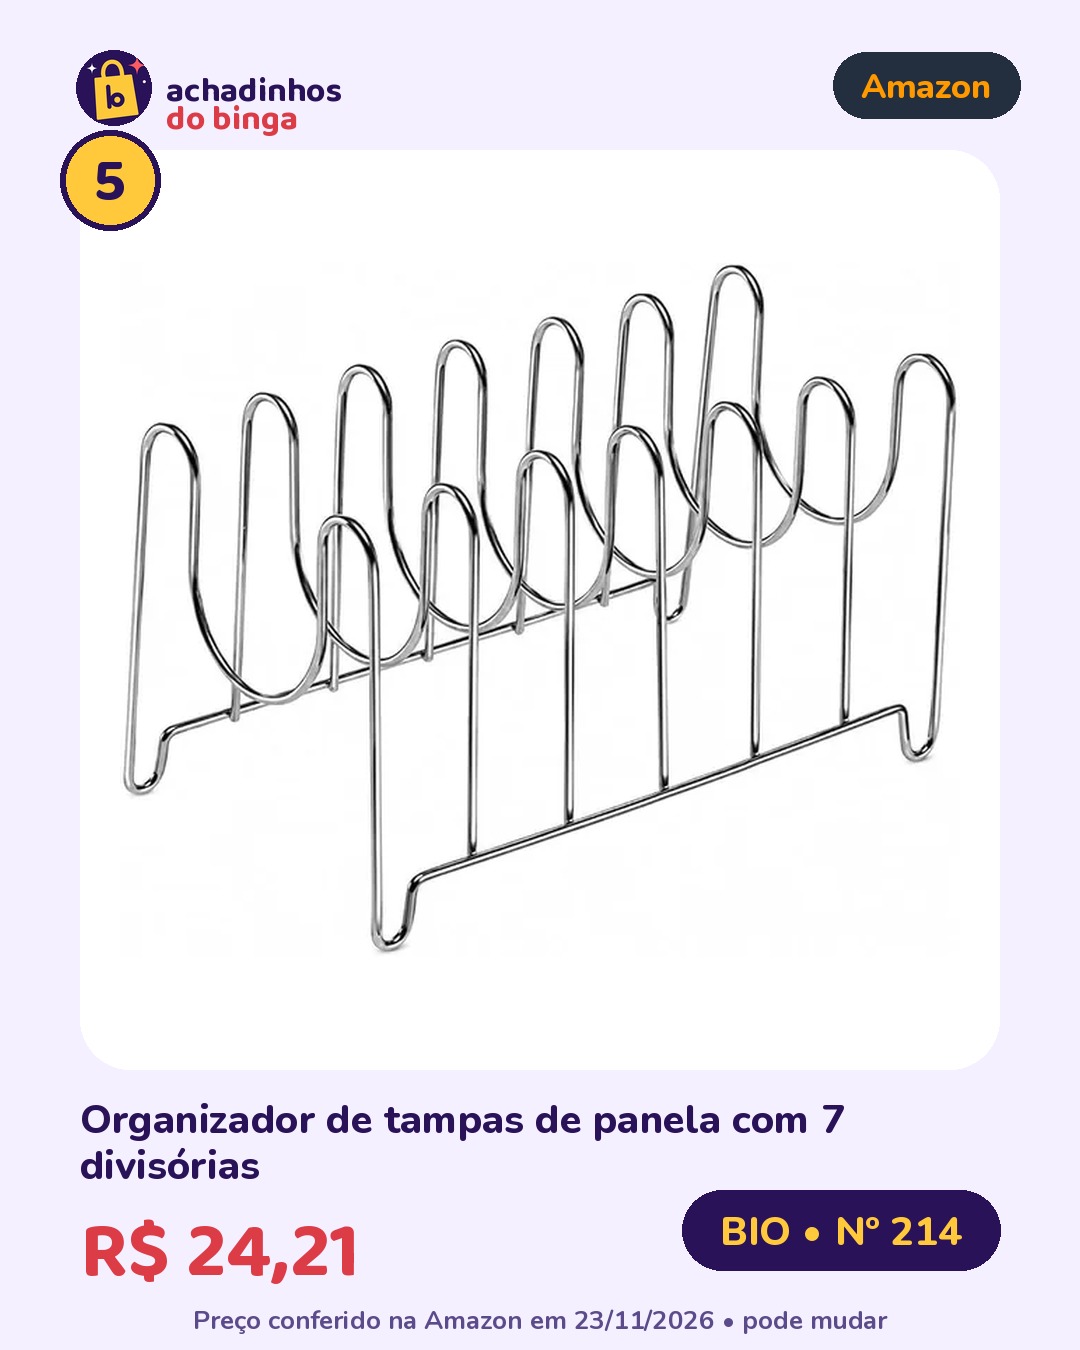 achadinhos
do binga
Amazon
5
b
Organizador de tampas de panela com 7
divisórias
R$ 24,21
BIO • Nº 214
Preço conferido na Amazon em 23/11/2026 • pode mudar